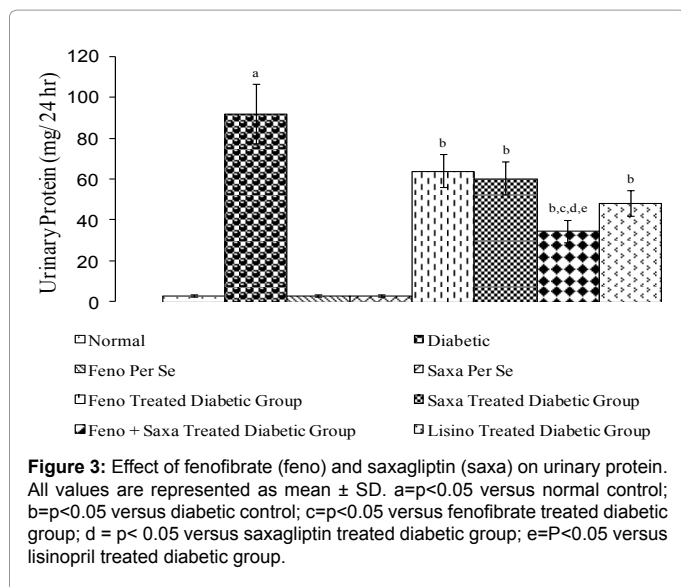 120
a
100
Urinary Protein (mg/ 24 hr)
80
b
b
60
b
b,c,d,e
40
20
0
Normal
Diabetic
Feno Per Se
Saxa Per Se
Feno Treated Diabetic Group
Saxa Treated Diabetic Group
Feno + Saxa Treated Diabetic Group
Lisino Treated Diabetic Group
Figure 3: Effect of fenofibrate (feno) and saxagliptin (saxa) on urinary protein.
All values are represented as mean ± SD. a=p<0.05 versus normal control;
b=p<0.05 versus diabetic control; c=p<0.05 versus fenofibrate treated diabetic
group; d = p< 0.05 versus saxagliptin treated diabetic group; e=P<0.05 versus
lisinopril treated diabetic group.